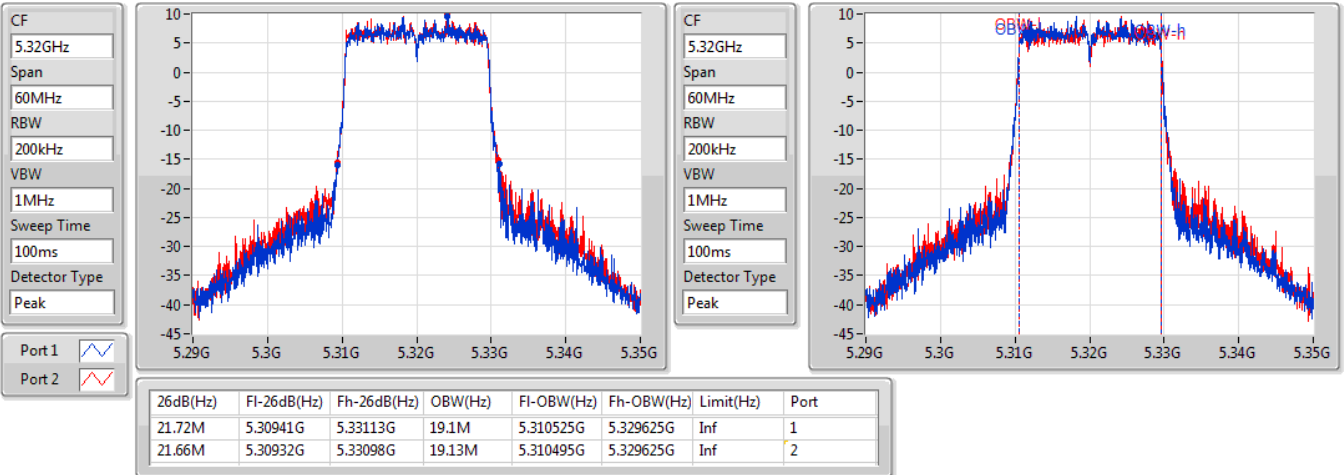 CF
5.32GHz
Span
60MHz
RBW
200kHz
VBW
1MHz
Sweep Time
100ms
Detector Type
Peak
Port 1
Port 2
10
5
0
-5
-10
-15
-20
-25
-30
-35
-40
-45
5.29G 5.3G 5.31G 5.32G 5.33G 5.34G 5.35G
CF
5.32GHz
Span
60MHz
RBW
200kHz
VBW
1MHz
Sweep Time
100ms
Detector Type
Peak
10
5
0
-5
-10
-15
-20
-25
-30
-35
-40
-45
OBW-h
5.29G 5.3G 5.31G 5.32G 5.33G 5.34G 5.35G
26dB(Hz) Fl-26dB(Hz) Fh-26dB(Hz) OBW(Hz) Fl-OBW(Hz) Fh-OBW(Hz) Limit(Hz) Port
21.72M 5.30941G 5.33113G 19.1M 5.310525G 5.329625G Inf 1
21.66M 5.30932G 5.33098G 19.13M 5.310495G 5.329625G Inf 2